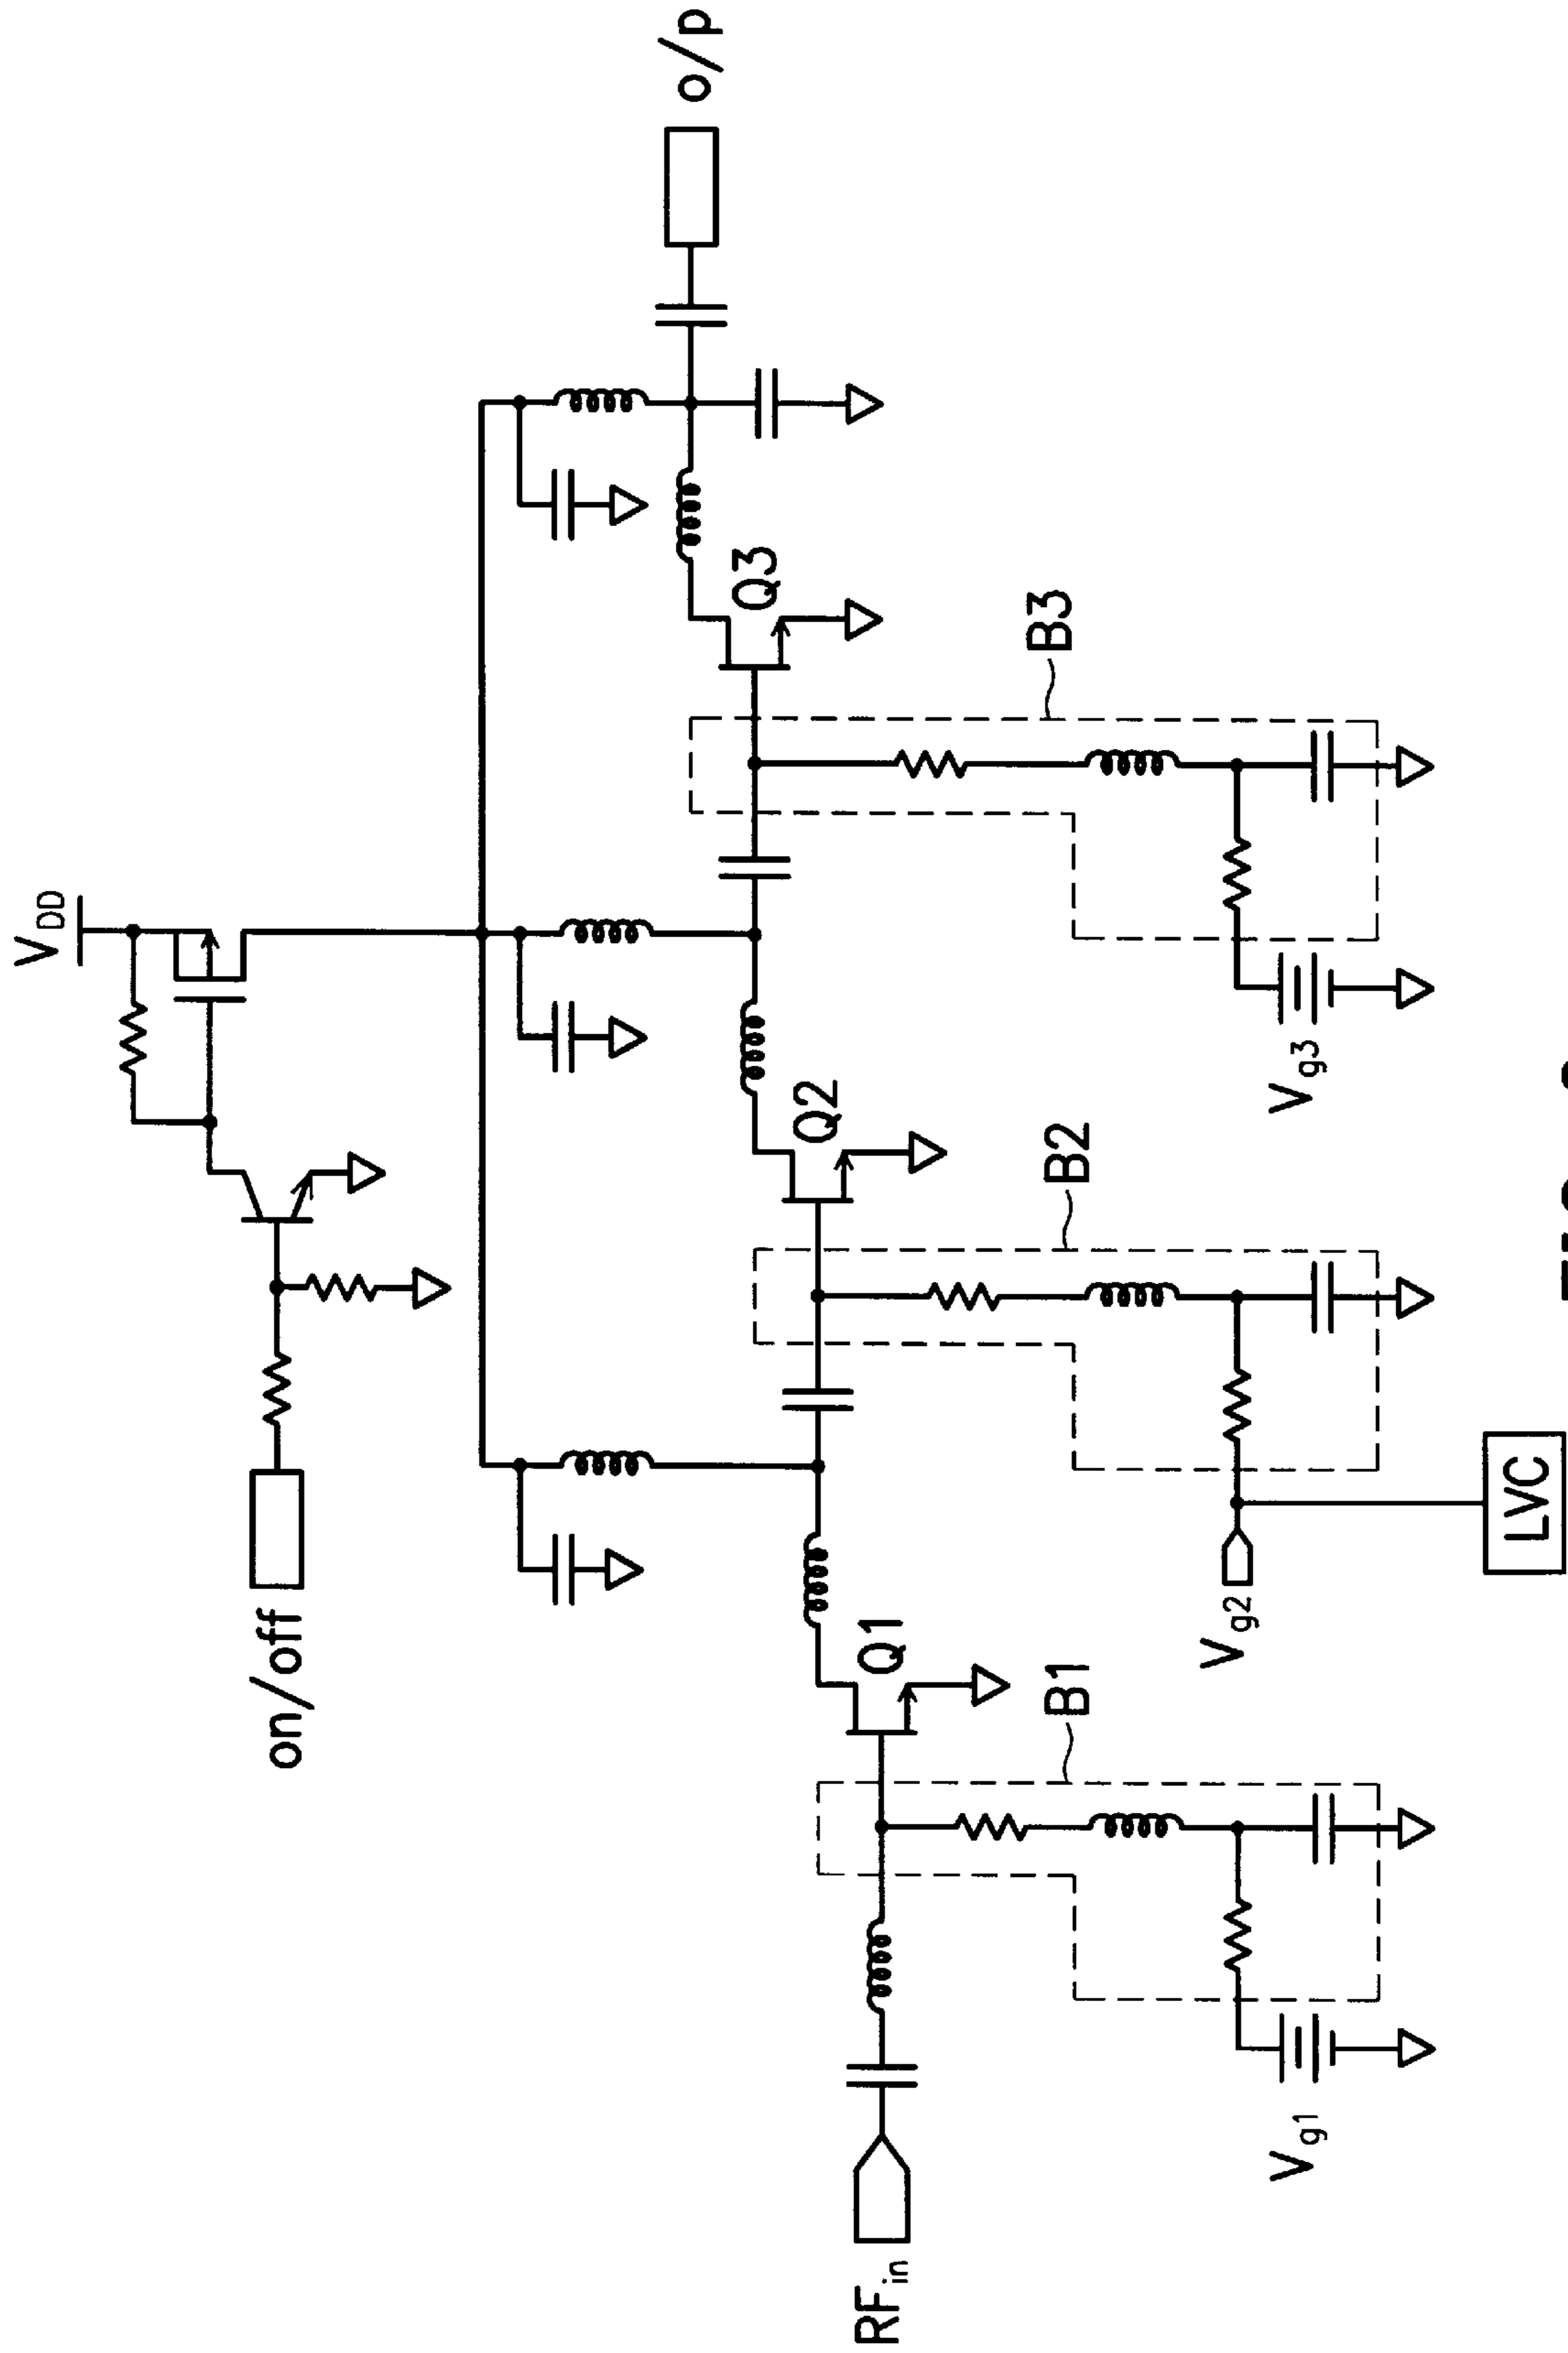 V_DD
on/off
o/p
Q3
Q2
Q1
B3
B2
B1
V_g3
V_g2
V_g1
LVC
RF_in